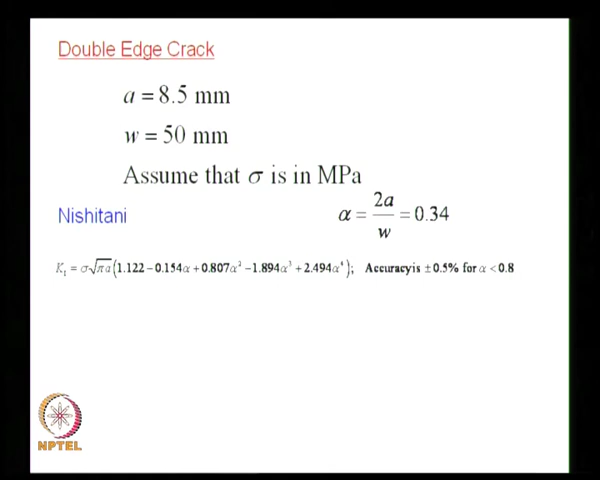 Double Edge Crack
a = 8.5 mm
w = 50 mm
Assume that σ is in MPa
Nishitani
α = 2a/w = 0.34
K_I = σ√πa(1.122−0.154α+0.807α²−1.894α³+2.494α⁴); Accuracy is ±0.5% for α <0.8
NPTEL